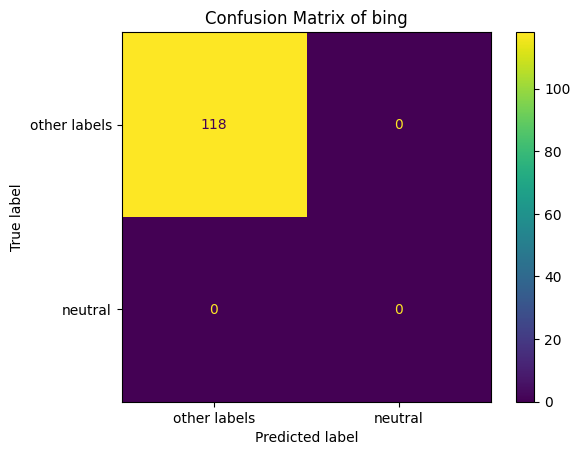 Confusion Matrix of bing
True label
other labels
neutral
118
0
0
0
other labels
neutral
Predicted label
100
80
60
40
20
0